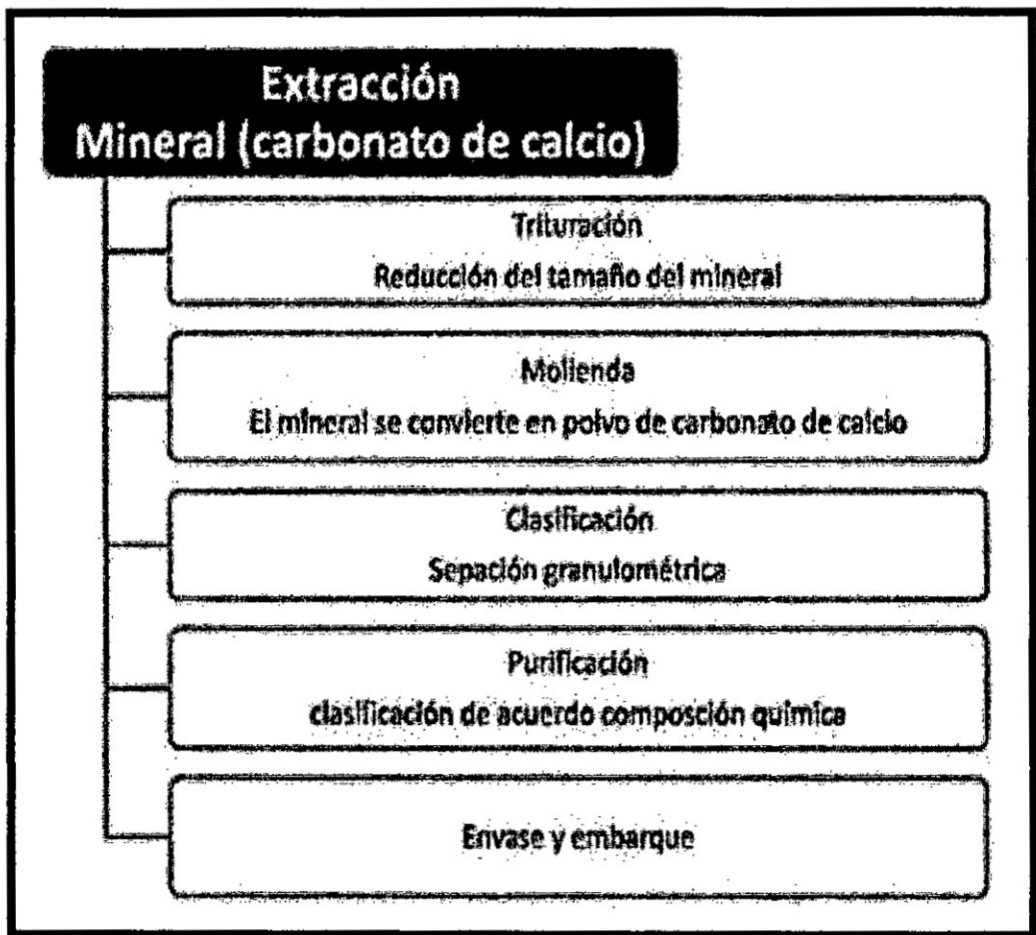 Extracción
Mineral (carbonato de calcio)
Trituración
Reducción del tamaño del mineral
Molienda
El mineral se convierte en polvo de carbonato de calcio
Clasificación
Sepación granulométrica
Purificación
clasificación de acuerdo composción química
Envase y embarque